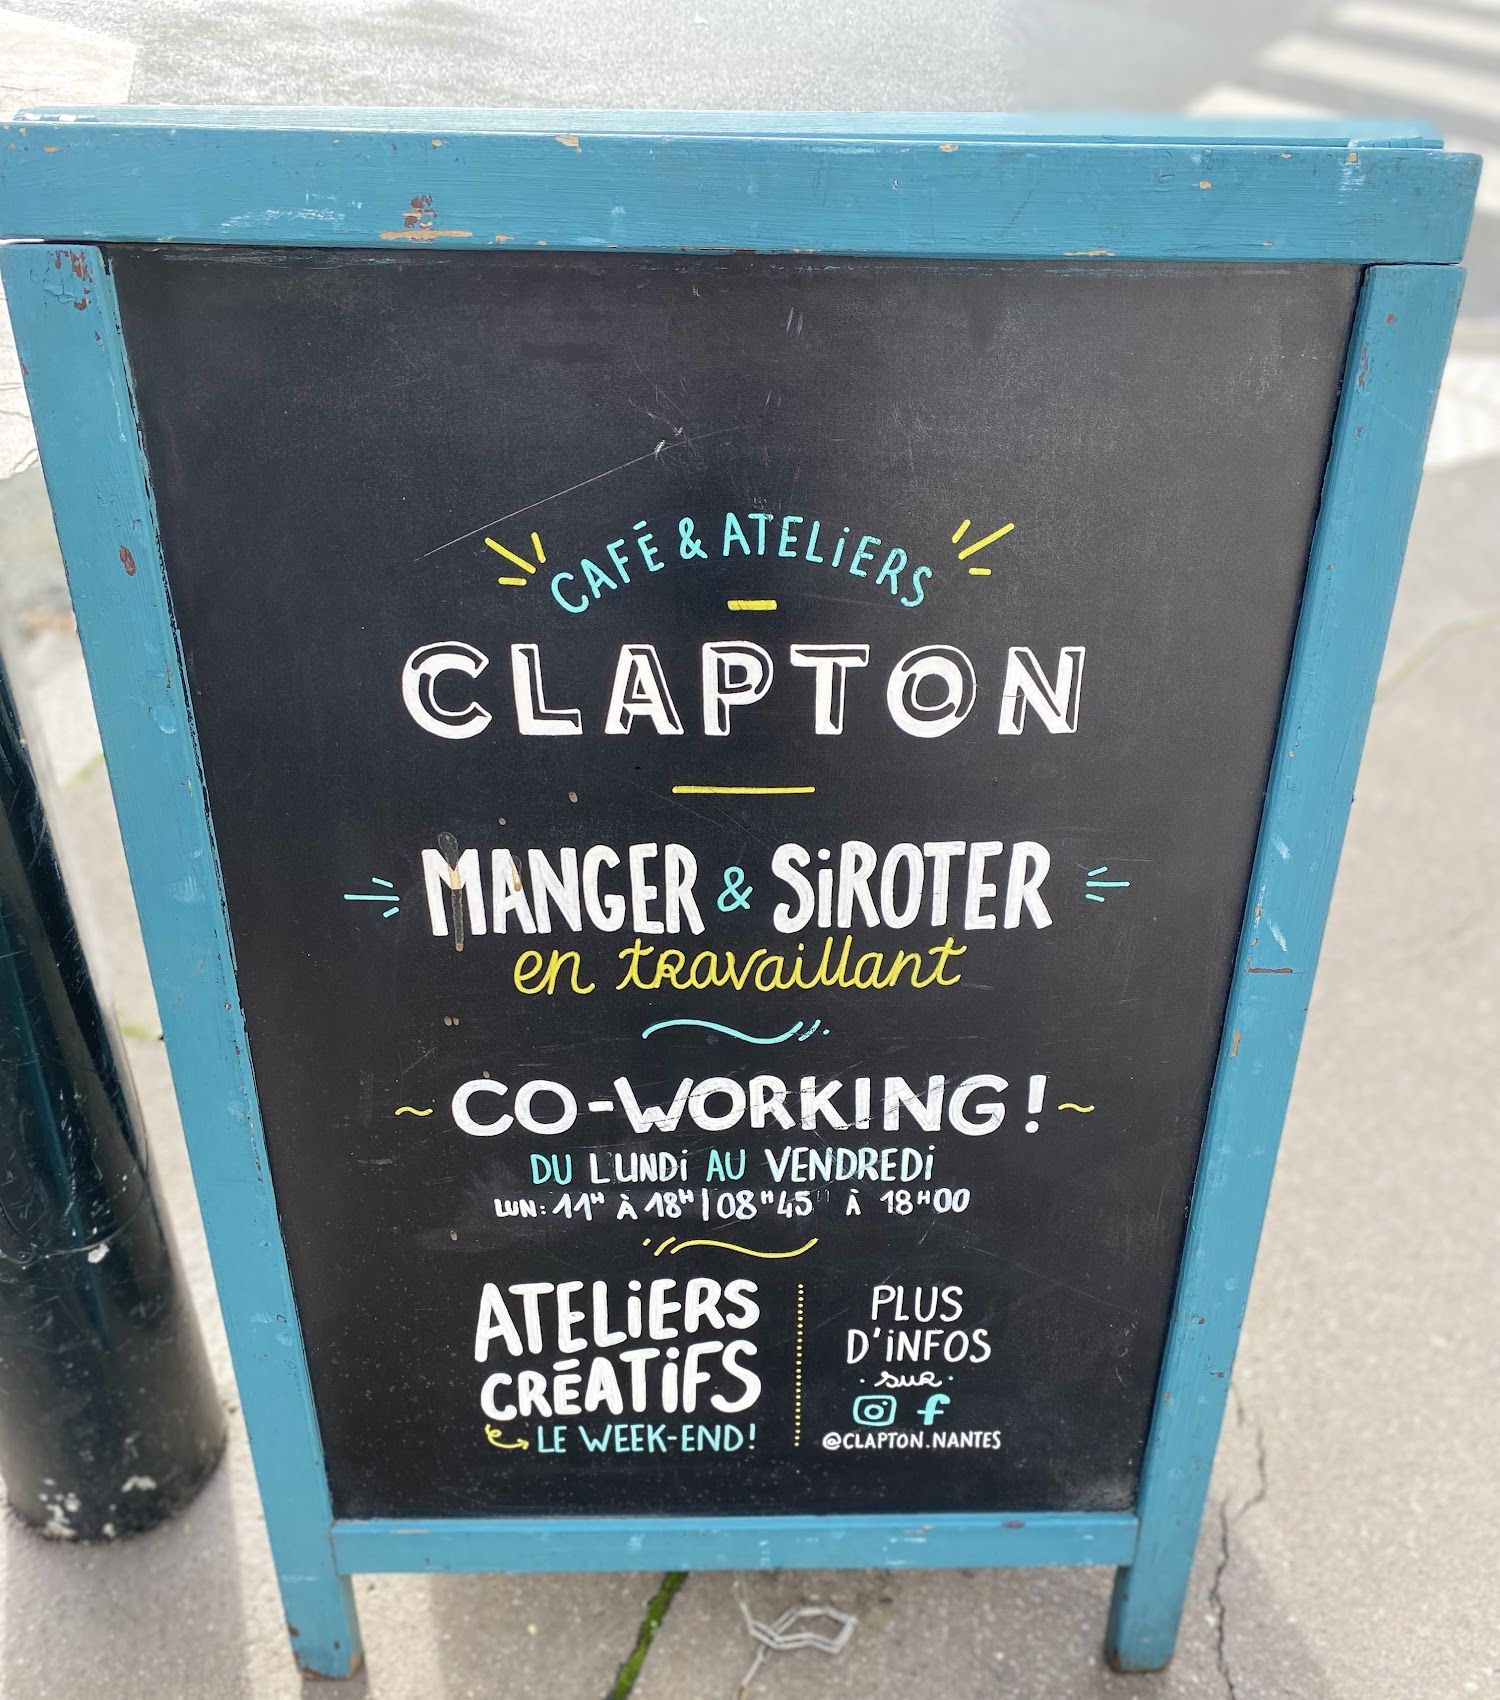 CAFÉ & ATELiERS
CLAPTON
MANGER & SiROTER
en travaillant
~ CO-WORKING! ~
DU LUNDi AU VENDREDi
LUN: 11H À 18H | 08H45 À 18H00
ATELiERS
CRÉATiFS
LE WEEK-END!
PLUS
D'iNFOS
· sur ·
@CLAPTON.NANTES